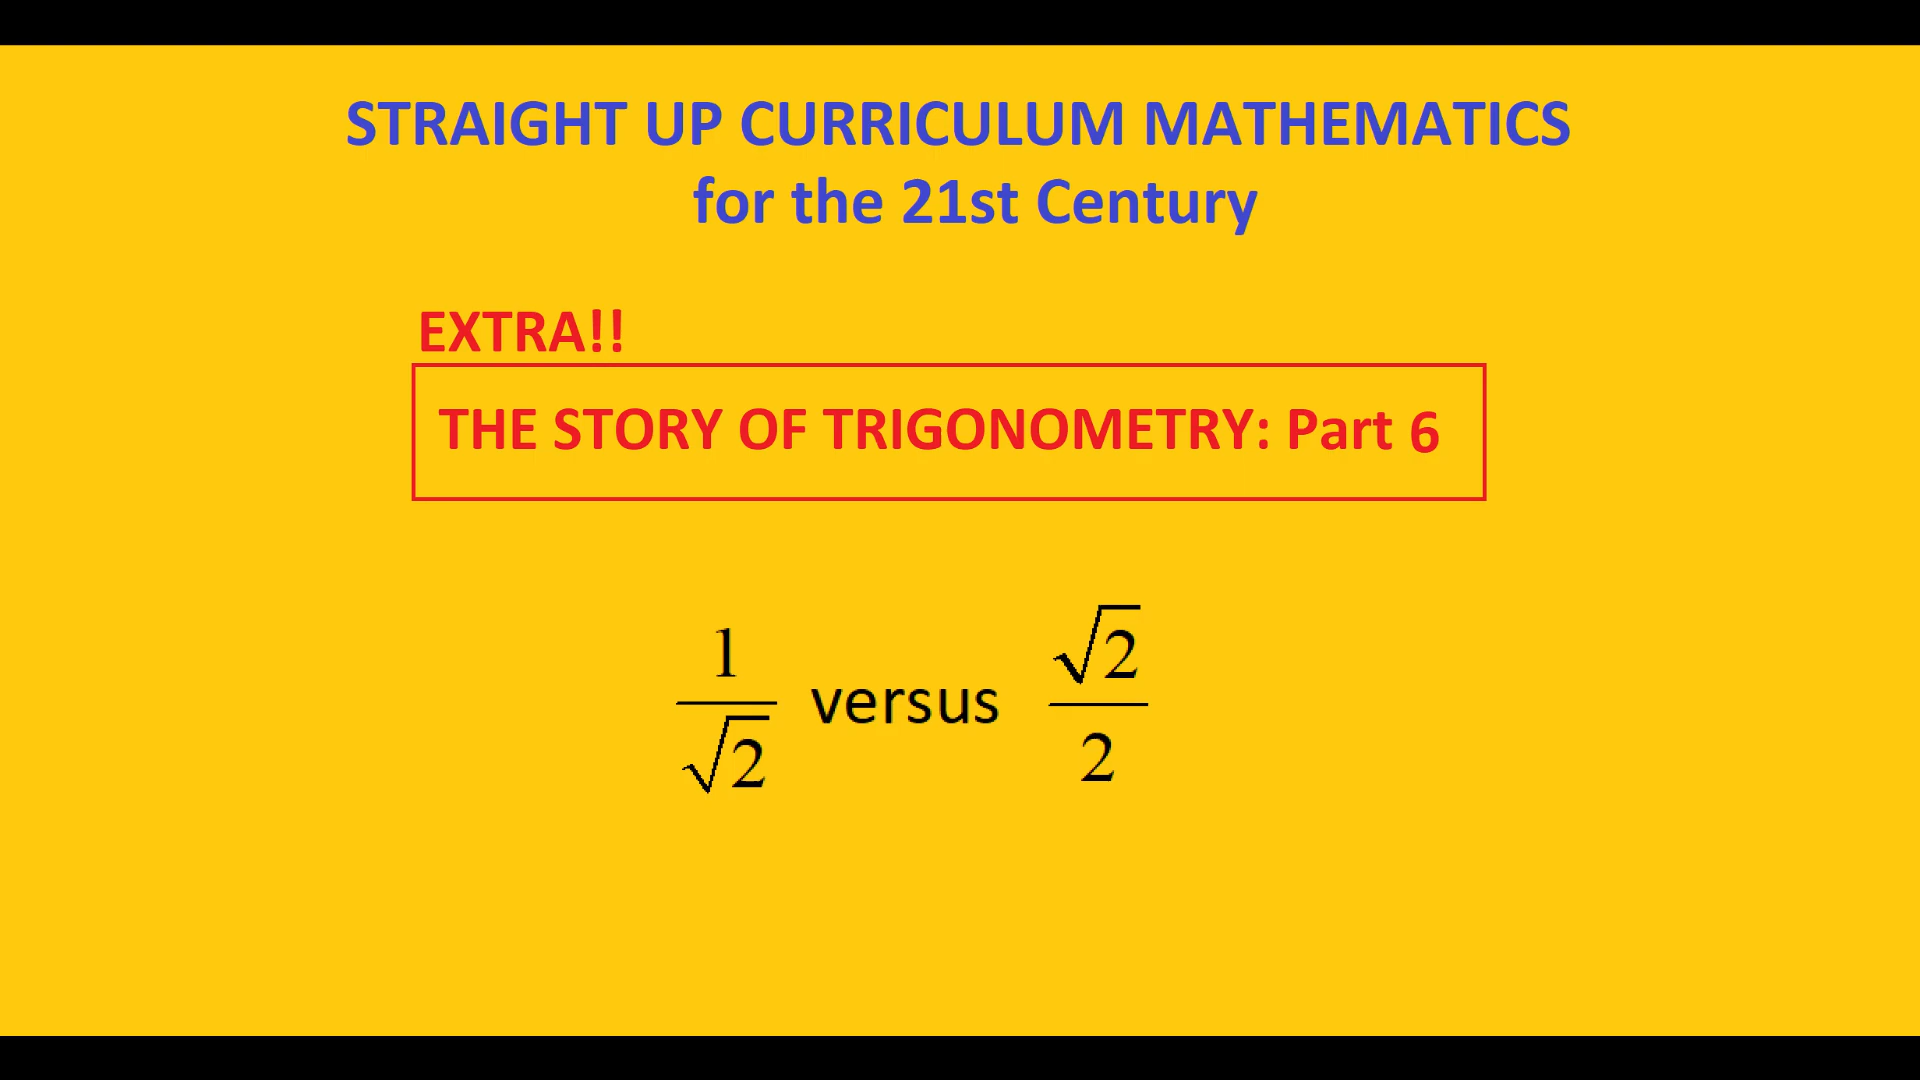 STRAIGHT UP CURRICULUM MATHEMATICS
for the 21st Century
EXTRA!!
THE STORY OF TRIGONOMETRY: Part 6
1/√2 versus √2/2